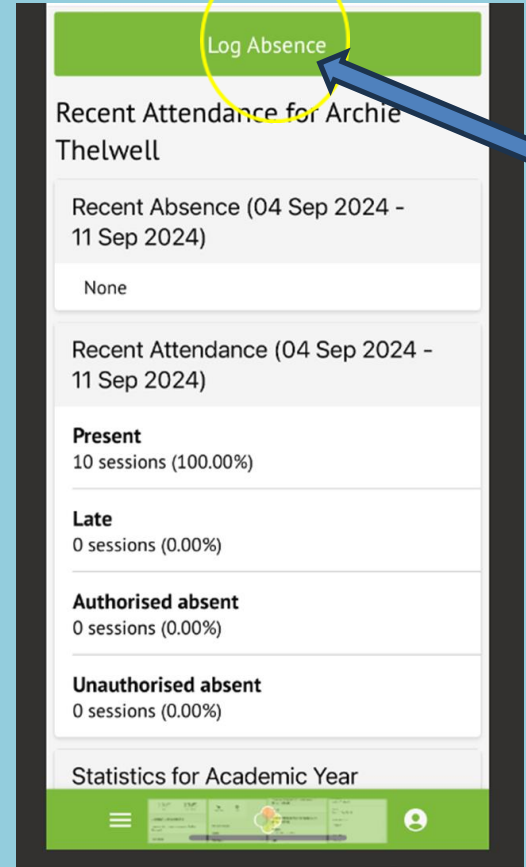 Log Absence
Recent Attendance for Archie
Thelwell
Recent Absence (04 Sep 2024 -
11 Sep 2024)
None
Recent Attendance (04 Sep 2024 -
11 Sep 2024)
Present
10 sessions (100.00%)
Late
0 sessions (0.00%)
Authorised absent
0 sessions (0.00%)
Unauthorised absent
0 sessions (0.00%)
Statistics for Academic Year